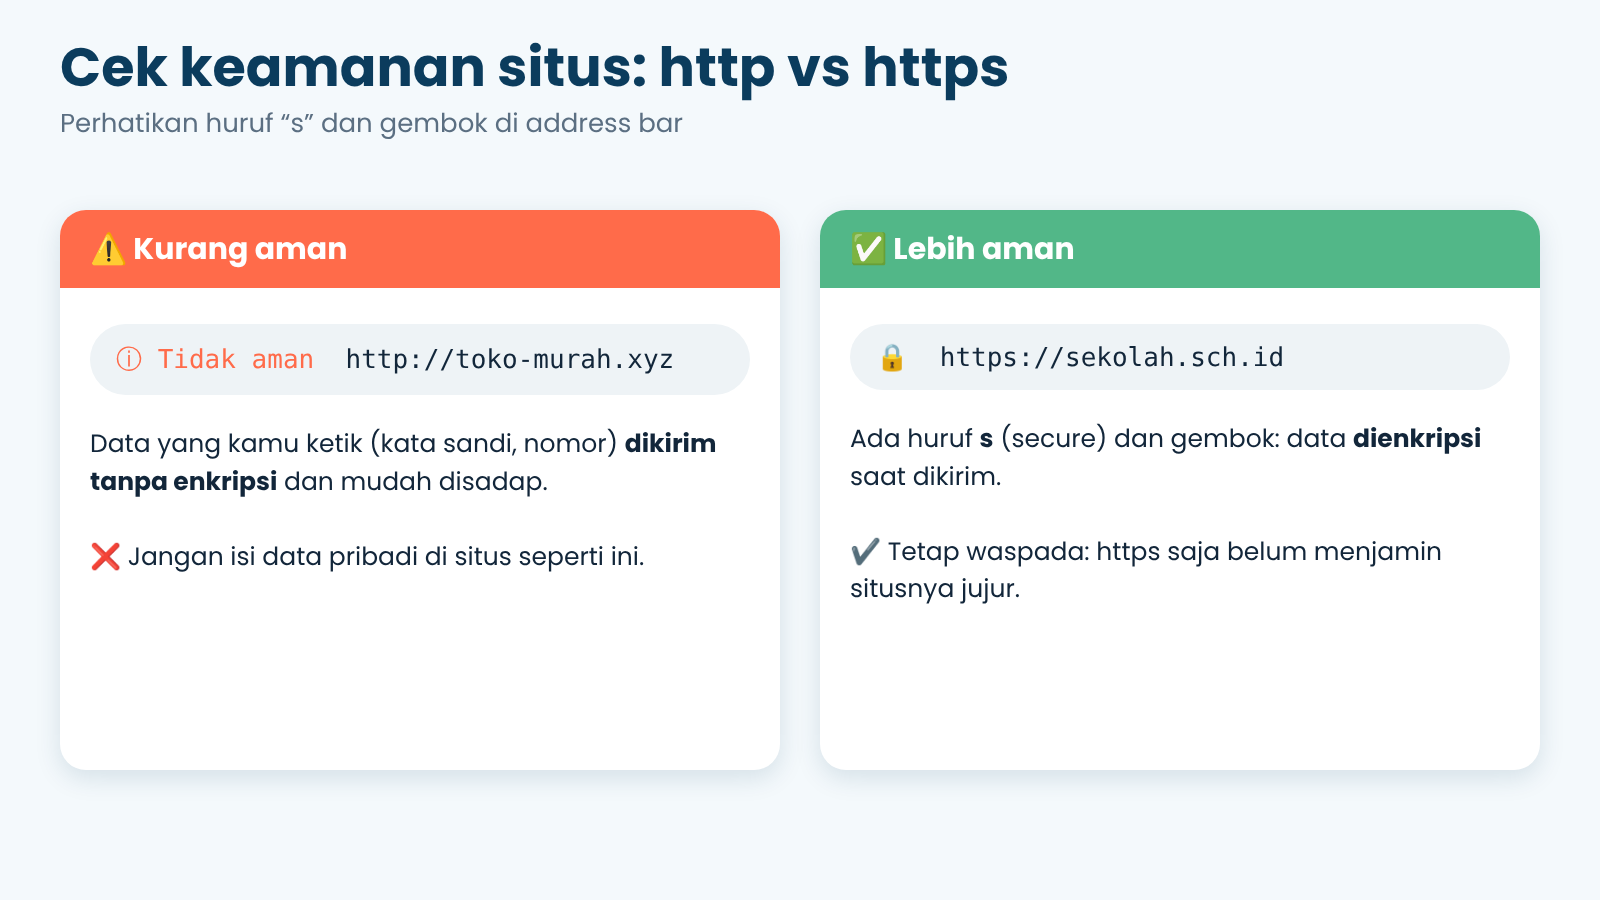 Cek keamanan situs: http vs https
Perhatikan huruf “s” dan gembok di address bar
⚠️ Kurang aman
ⓘ Tidak aman http://toko-murah.xyz
Data yang kamu ketik (kata sandi, nomor) dikirim
tanpa enkripsi dan mudah disadap.
❌ Jangan isi data pribadi di situs seperti ini.
✅ Lebih aman
🔒 https://sekolah.sch.id
Ada huruf s (secure) dan gembok: data dienkripsi
saat dikirim.
✔️ Tetap waspada: https saja belum menjamin
situsnya jujur.